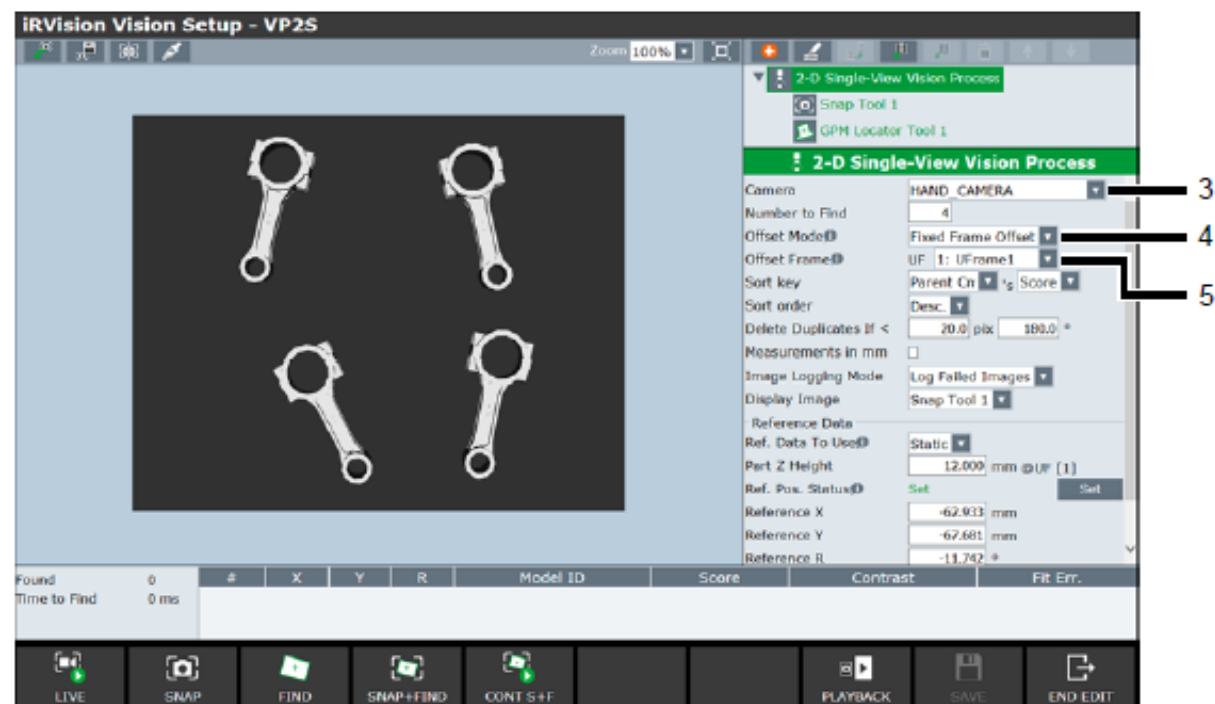 iRVision Vision Setup - VP2S
Zoom 100%
2-D Single-View Vision Process
Snap Tool 1
GPM Locator Tool 1
2-D Single-View Vision Process
Camera HAND_CAMERA 3
Number to Find 4
Offset Mode Fixed Frame Offset 4
Offset Frame UF 1: UFrame1 5
Sort key Parent Cn 's Score
Sort order Desc.
Delete Duplicates If < 20.0 pix 180.0 °
Measurements in mm
Image Logging Mode Log Failed Images
Display Image Snap Tool 1
Reference Data
Ref. Data To Use Static
Part Z Height 12.000 mm @UF [1]
Ref. Pos. Status Set Set
Reference X -62.933 mm
Reference Y -67.681 mm
Reference R -11.742 °
Found 0 # X Y R Model ID Score Contrast Fit Err.
Time to Find 0 ms
LIVE SNAP FIND SNAP+FIND CONT S+F PLAYBACK SAVE END EDIT